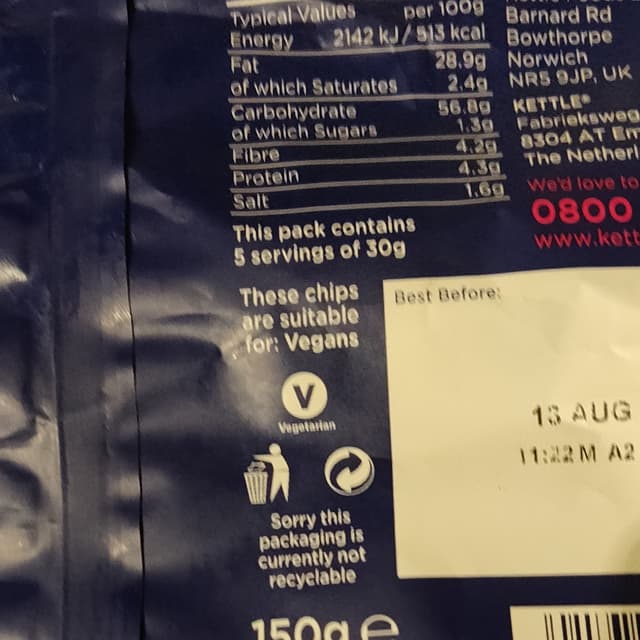 Typical Values per 100g
Energy 2142 kJ / 513 kcal
Fat 28.9g
of which Saturates 2.4g
Carbohydrate 56.8g
of which Sugars 1.3g
Fibre 4.2g
Protein 4.3g
Salt 1.6g
This pack contains
5 servings of 30g
These chips
are suitable
for: Vegans
V
Vegetarian
Sorry this
packaging is
currently not
recyclable
150g e
Barnard Rd
Bowthorpe
Norwich
NR5 9JP, UK
KETTLE®
Fabrieksweg
8304 AT Em
The Netherl
We'd love to
0800
www.kett
Best Before:
13 AUG
11:22 M A2